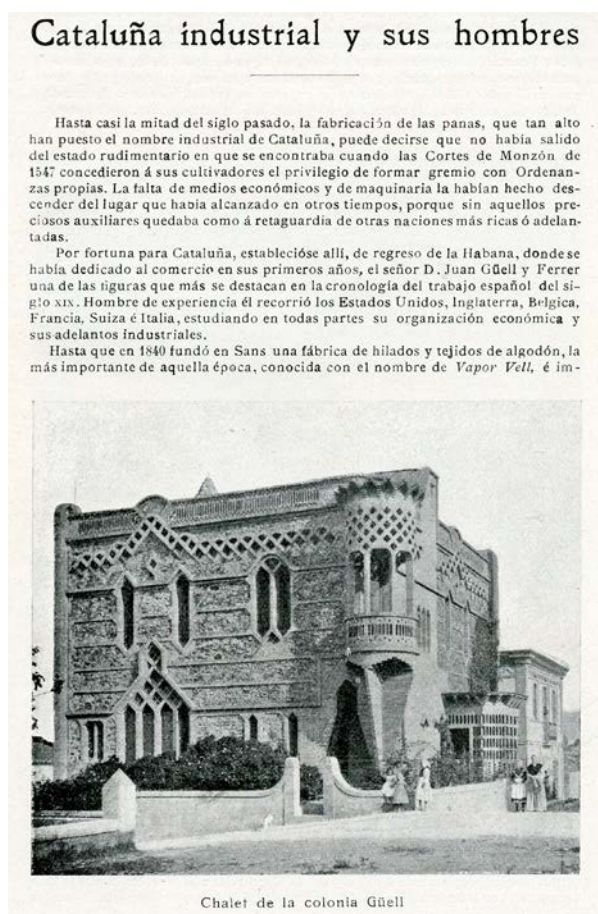 Cataluña industrial y sus hombres
Hasta casi la mitad del siglo pasado, la fabricación de las panas, que tan alto
han puesto el nombre industrial de Cataluña, puede decirse que no había salido
del estado rudimentario en que se encontraba cuando las Cortes de Monzón de
1547 concedieron á sus cultivadores el privilegio de formar gremio con Ordenan-
zas propias. La falta de medios económicos y de maquinaria la habían hecho des-
cender del lugar que había alcanzado en otros tiempos, porque sin aquellos pre-
ciosos auxiliares quedaba como á retaguardia de otras naciones más ricas ó adelan-
tadas.
Por fortuna para Cataluña, establecióse allí, de regreso de la Habana, donde se
había dedicado al comercio en sus primeros años, el señor D. Juan Güell y Ferrer
una de las figuras que más se destacan en la cronología del trabajo español del si-
glo XIX. Hombre de experiencia él recorrió los Estados Unidos, Inglaterra, Belgica,
Francia, Suiza é Italia, estudiando en todas partes su organización económica y
sus adelantos industriales.
Hasta que en 1840 fundó en Sans una fábrica de hilados y tejidos de algodón, la
más importante de aquella época, conocida con el nombre de Vapor Vell, é im-
Chalet de la colonia Güell